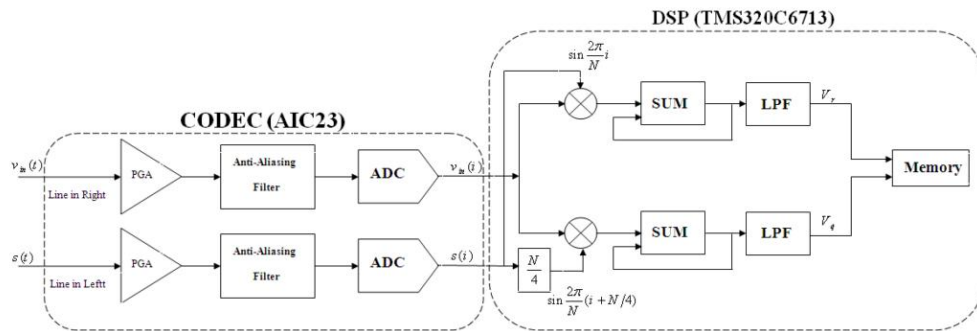 DSP (TMS320C6713)
sin 2π/N i
CODEC (AIC23)
SUM
LPF
V_r
v_in(t)
Line in Right
PGA
Anti-Aliasing
Filter
ADC
v_in(i)
Memory
s(t)
Line in Leftt
PGA
Anti-Aliasing
Filter
ADC
s(i)
N/4
sin 2π/N (i + N/4)
SUM
LPF
V_q